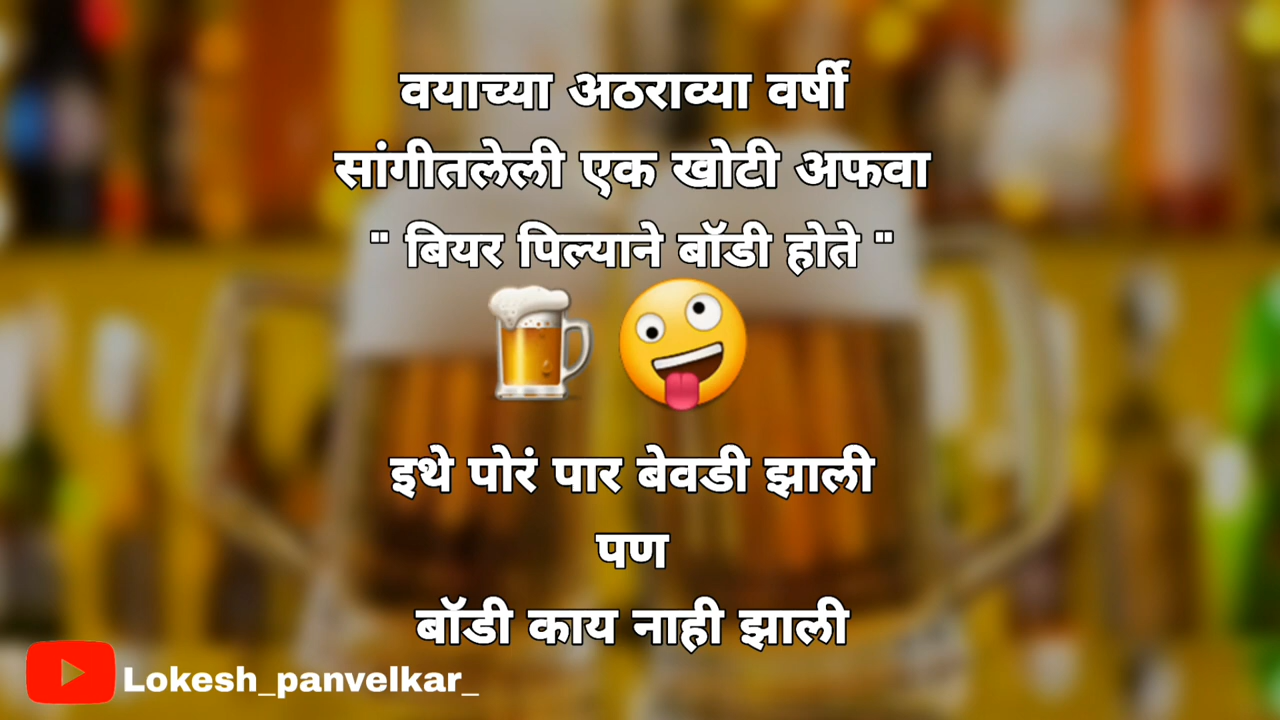 वयाच्या अठराव्या वर्षी
सांगीतलेली एक खोटी अफवा
" बियर पिल्याने बॉडी होते "
इथे पोरं पार बेवडी झाली
पण
बॉडी काय नाही झाली
Lokesh_panvelkar_